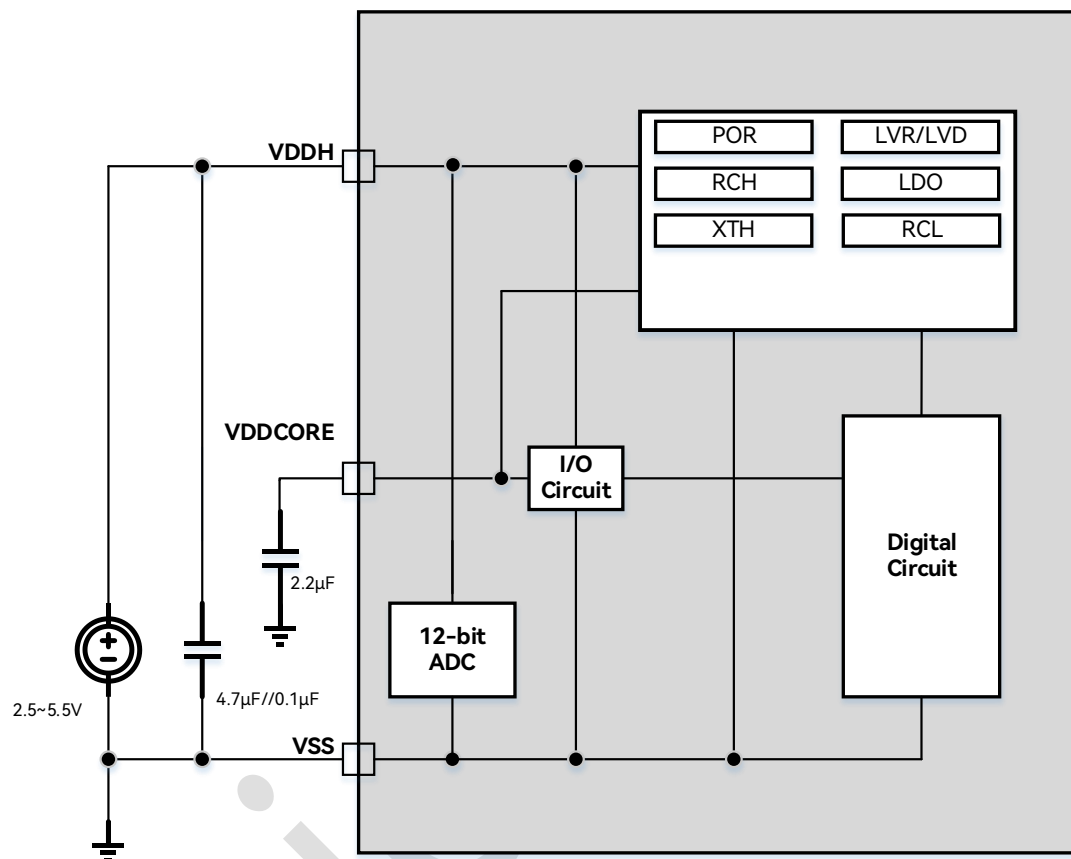 VDDH
POR
LVR/LVD
RCH
LDO
XTH
RCL
VDDCORE
I/O
Circuit
Digital
Circuit
2.2µF
12-bit
ADC
2.5~5.5V
4.7µF//0.1µF
VSS